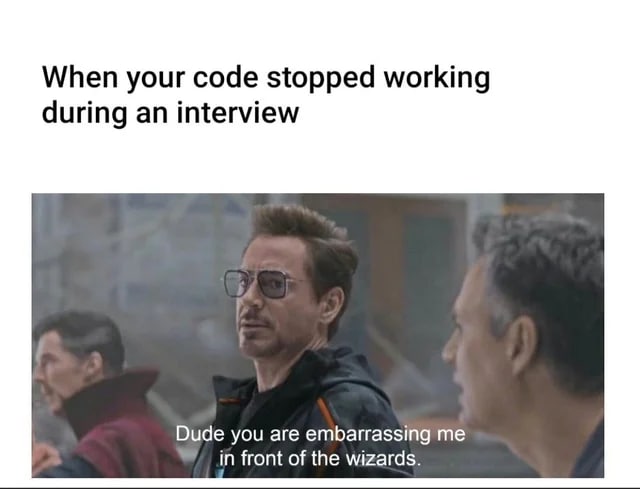 When your code stopped working
during an interview
Dude you are embarrassing me
in front of the wizards.